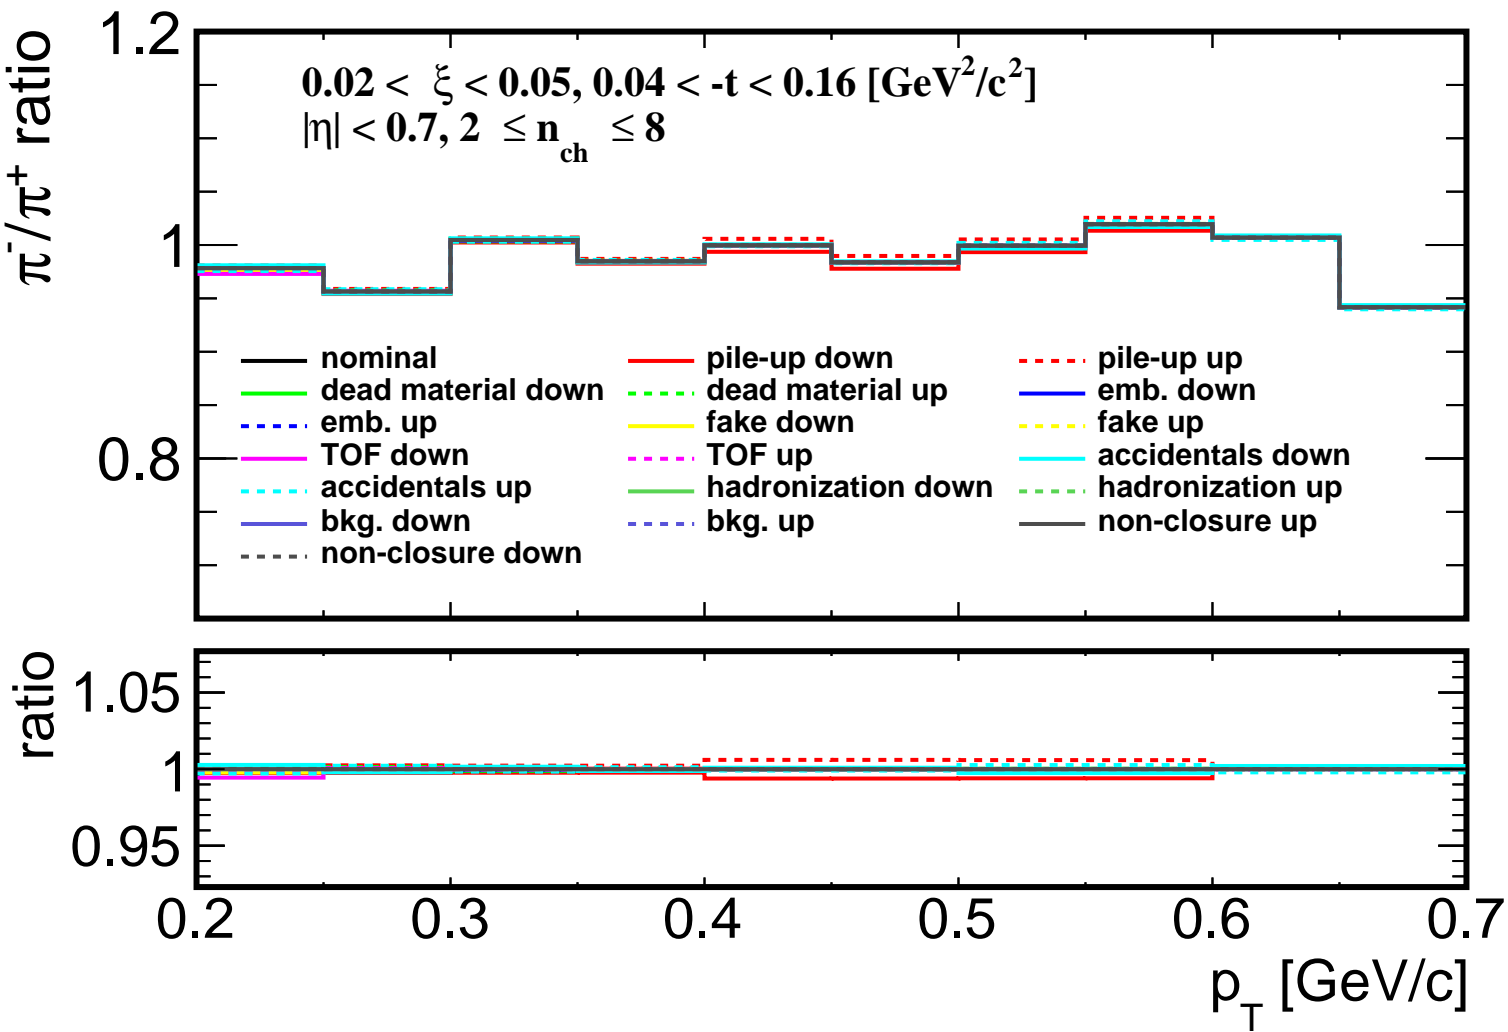 1.2
0.02 < ξ < 0.05, 0.04 < -t < 0.16 [GeV²/c²]
|η| < 0.7, 2 ≤ n_ch ≤ 8
π⁻/π⁺ ratio
1
nominal pile-up down pile-up up
dead material down dead material up emb. down
emb. up fake down fake up
0.8
TOF down TOF up accidentals down
accidentals up hadronization down hadronization up
bkg. down bkg. up non-closure up
non-closure down
ratio
1.05
1
0.95
0.2 0.3 0.4 0.5 0.6 0.7
p_T [GeV/c]